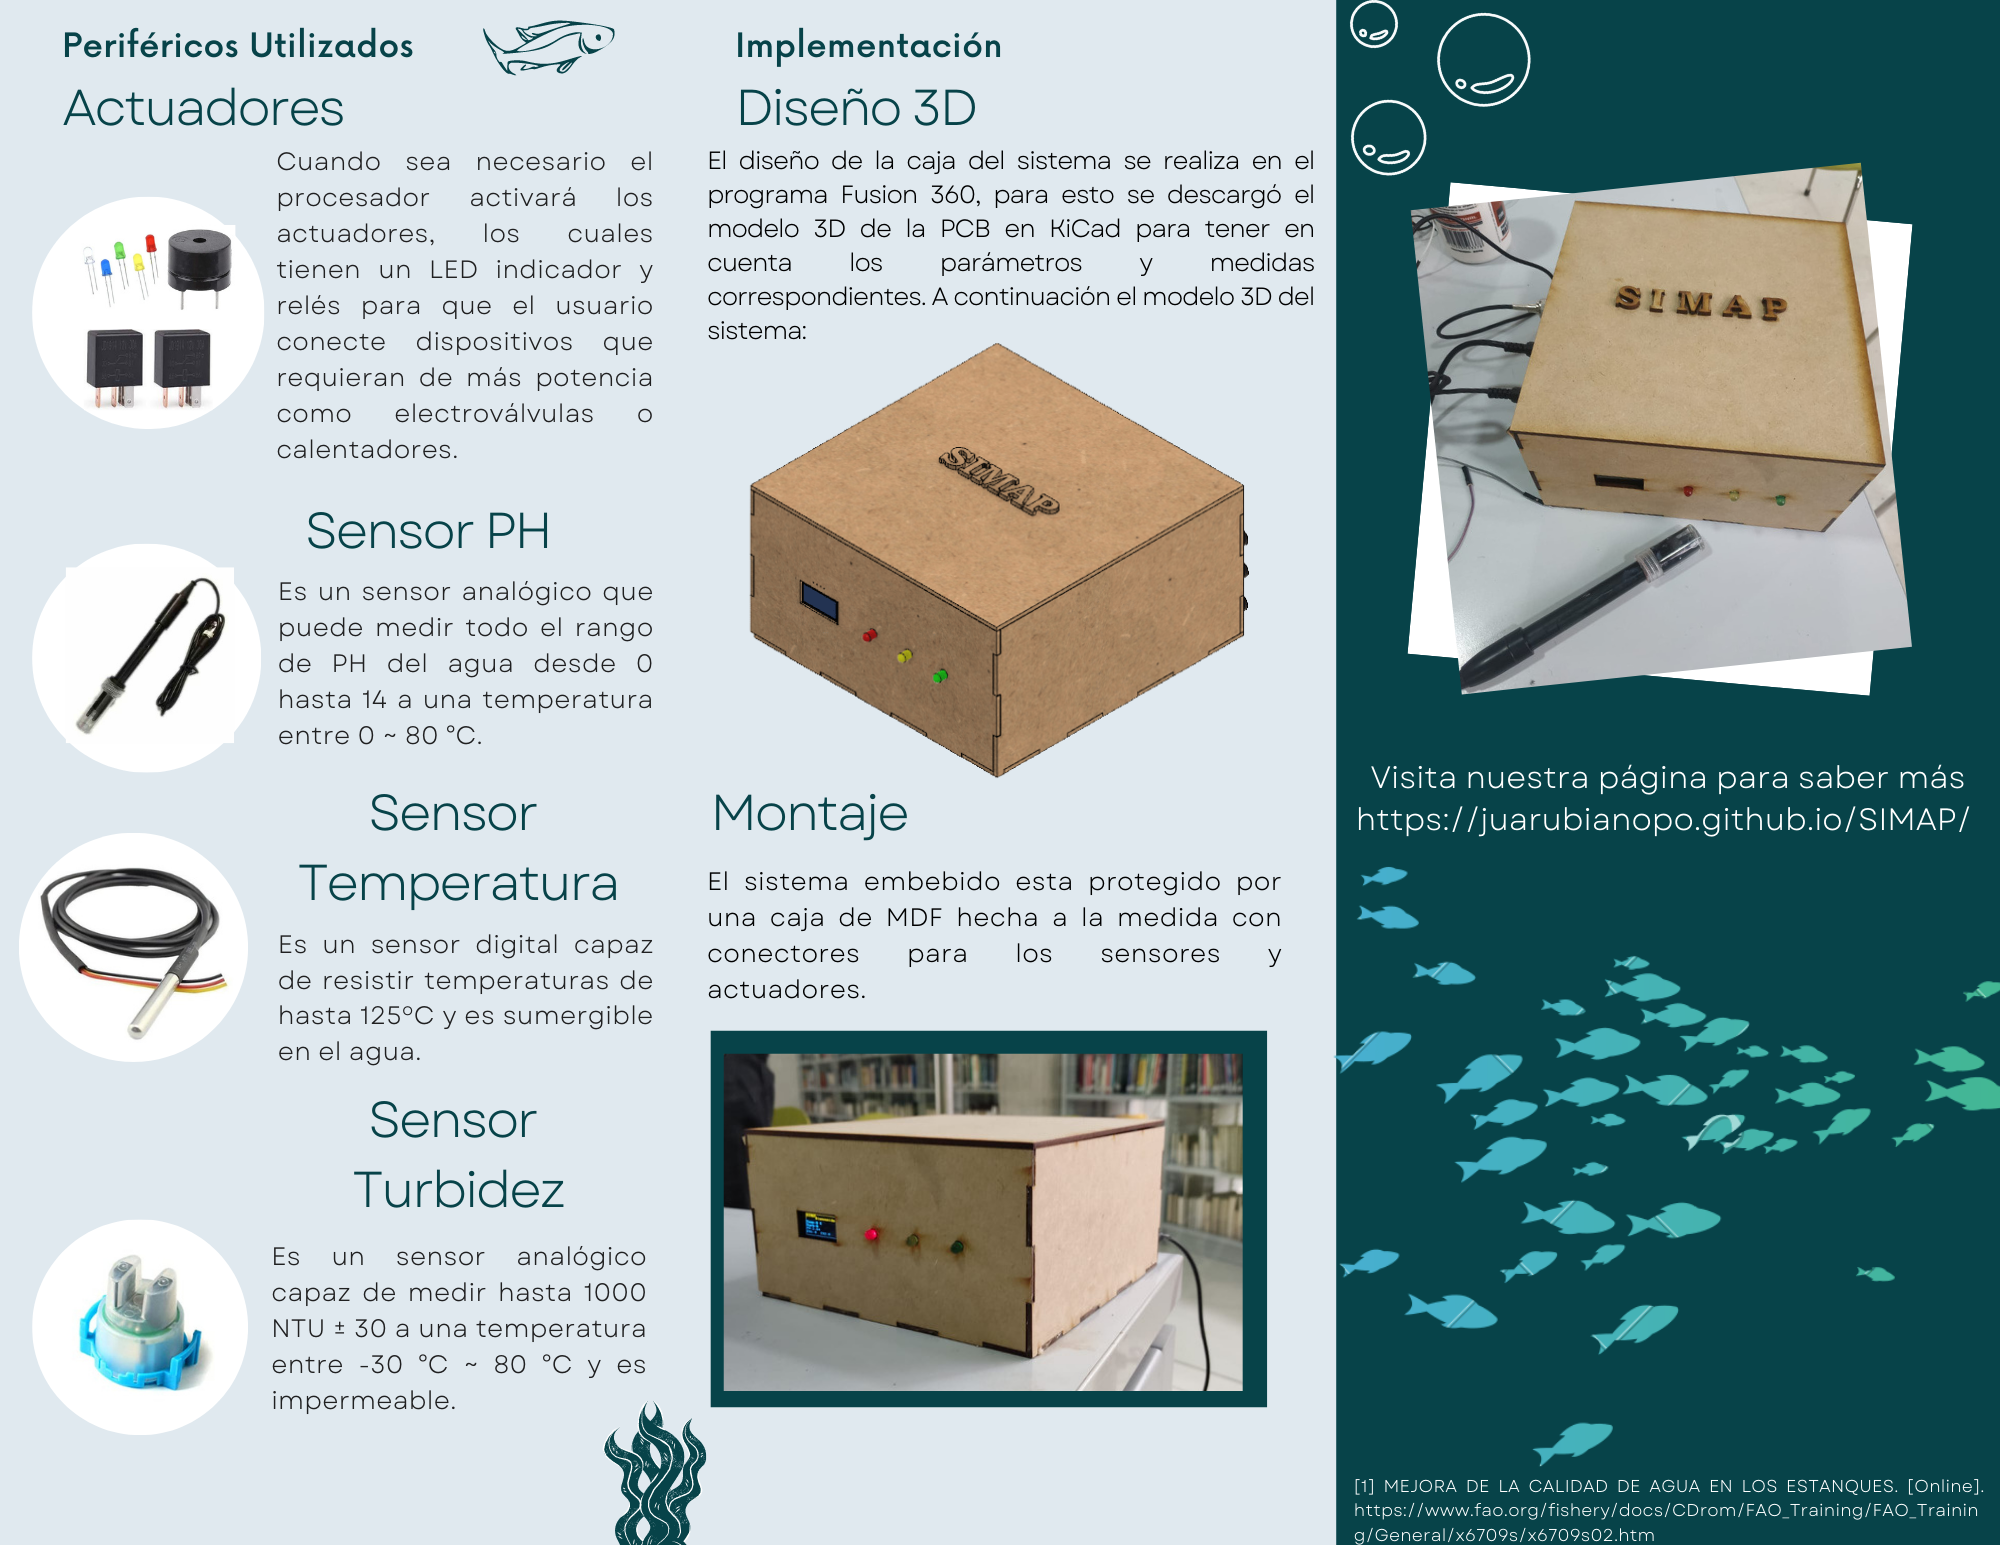 Periféricos Utilizados
Actuadores
Cuando sea necesario el
procesador activará los
actuadores, los cuales
tienen un LED indicador y
relés para que el usuario
conecte dispositivos que
requieran de más potencia
como electroválvulas o
calentadores.
Sensor PH
Es un sensor analógico que
puede medir todo el rango
de PH del agua desde 0
hasta 14 a una temperatura
entre 0 ~ 80 °C.
Sensor
Temperatura
Es un sensor digital capaz
de resistir temperaturas de
hasta 125°C y es sumergible
en el agua.
Sensor
Turbidez
Es un sensor analógico
capaz de medir hasta 1000
NTU ± 30 a una temperatura
entre -30 °C ~ 80 °C y es
impermeable.
Implementación
Diseño 3D
El diseño de la caja del sistema se realiza en el
programa Fusion 360, para esto se descargó el
modelo 3D de la PCB en KiCad para tener en
cuenta los parámetros y medidas
correspondientes. A continuación el modelo 3D del
sistema:
SIMAP
Montaje
El sistema embebido esta protegido por
una caja de MDF hecha a la medida con
conectores para los sensores y
actuadores.
SIMAP
Visita nuestra página para saber más
https://juarubianopo.github.io/SIMAP/
[1] MEJORA DE LA CALIDAD DE AGUA EN LOS ESTANQUES. [Online].
https://www.fao.org/fishery/docs/CDrom/FAO_Training/FAO_Trainin
g/General/x6709s/x6709s02.htm